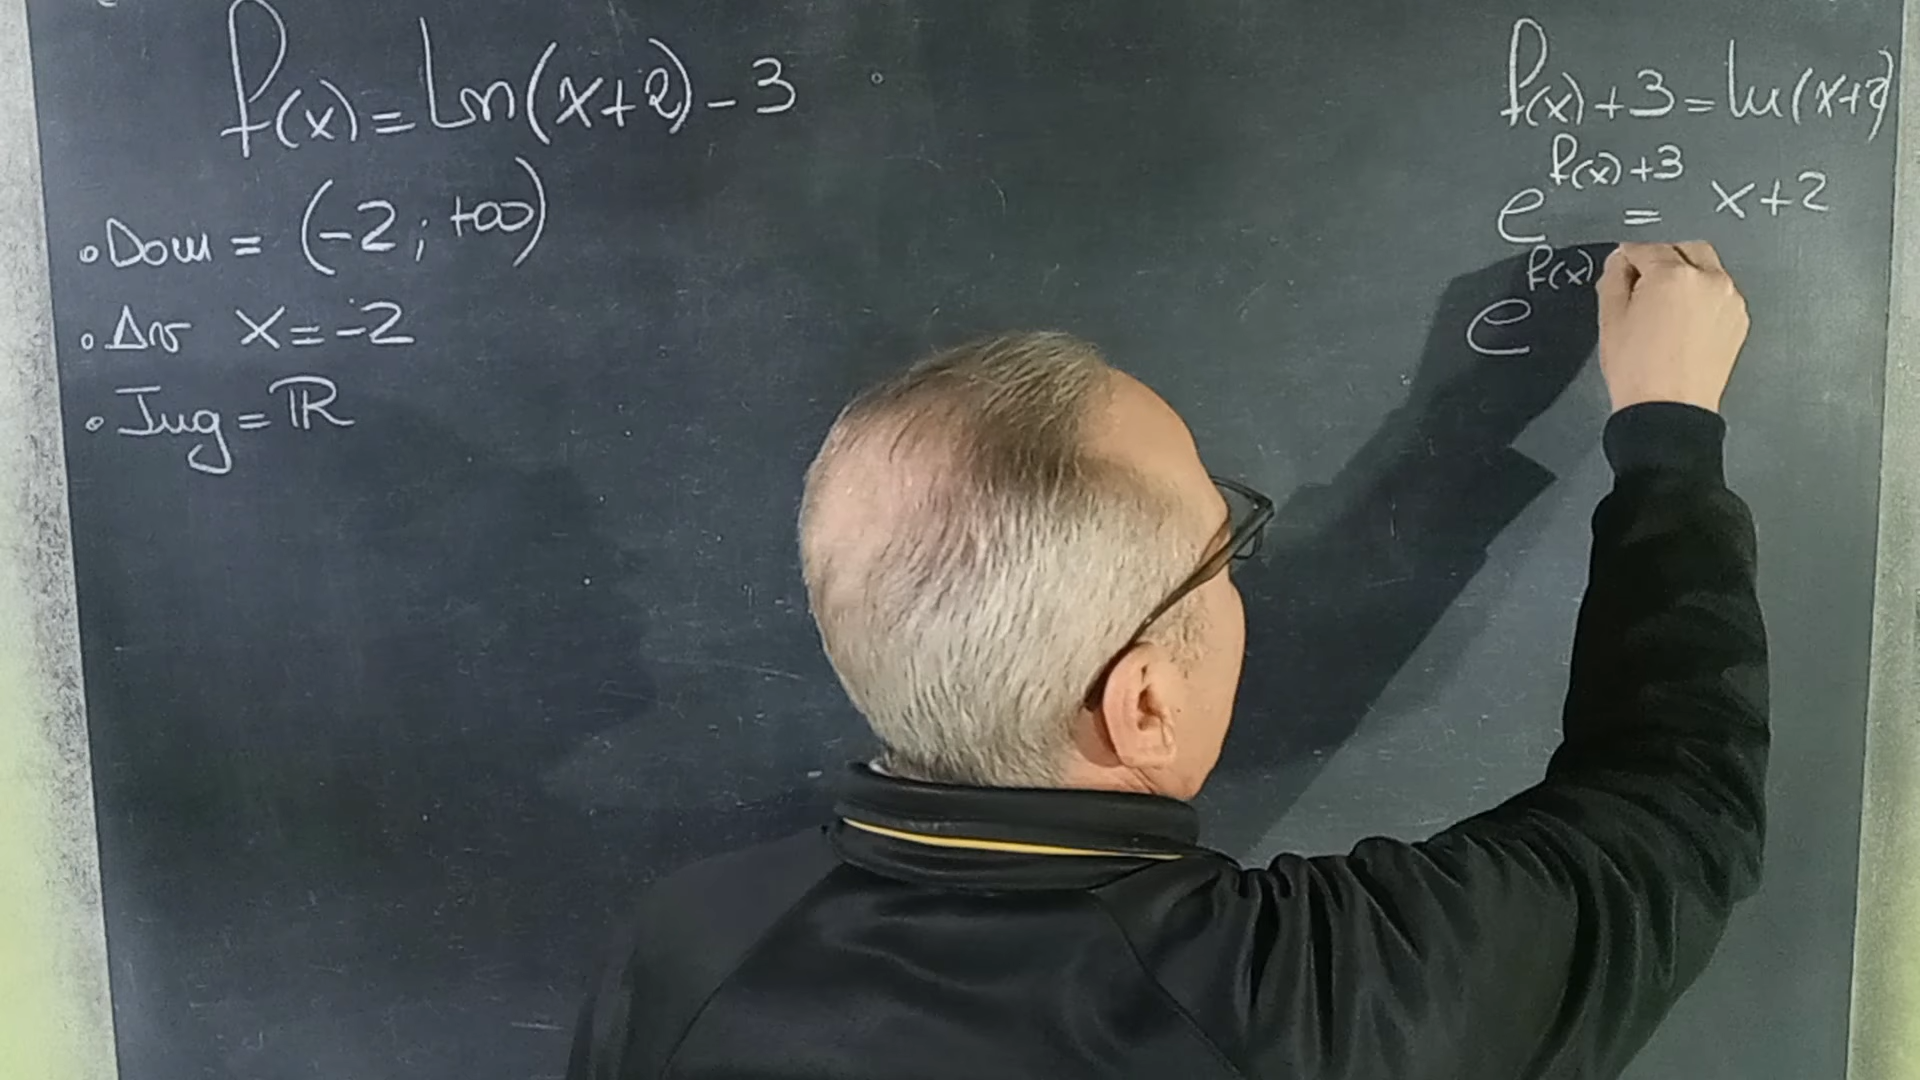 f(x) = Ln(x+2) - 3
• Dom = (-2 ; +∞)
• Av x = -2
• Img = ℝ
f(x) + 3 = ln(x+2)
e^{f(x)+3} = x+2
e^{f(x)}